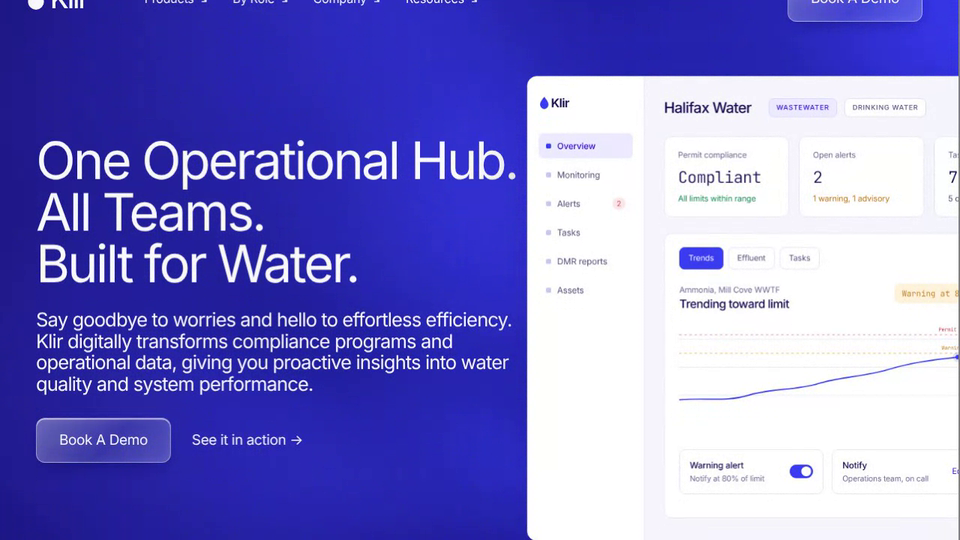 Klir
Products
By Role
Company
Resources
Book A Demo
One Operational Hub.
All Teams.
Built for Water.
Say goodbye to worries and hello to effortless efficiency.
Klir digitally transforms compliance programs and
operational data, giving you proactive insights into water
quality and system performance.
Book A Demo
See it in action →
Klir
Overview
Monitoring
Alerts 2
Tasks
DMR reports
Assets
Halifax Water
WASTEWATER
DRINKING WATER
Permit compliance
Compliant
All limits within range
Open alerts
2
1 warning, 1 advisory
Trends
Effluent
Tasks
Ammonia, Mill Cove WWTF
Trending toward limit
Warning at
Permit
Warning alert
Notify at 80% of limit
Notify
Operations team, on call